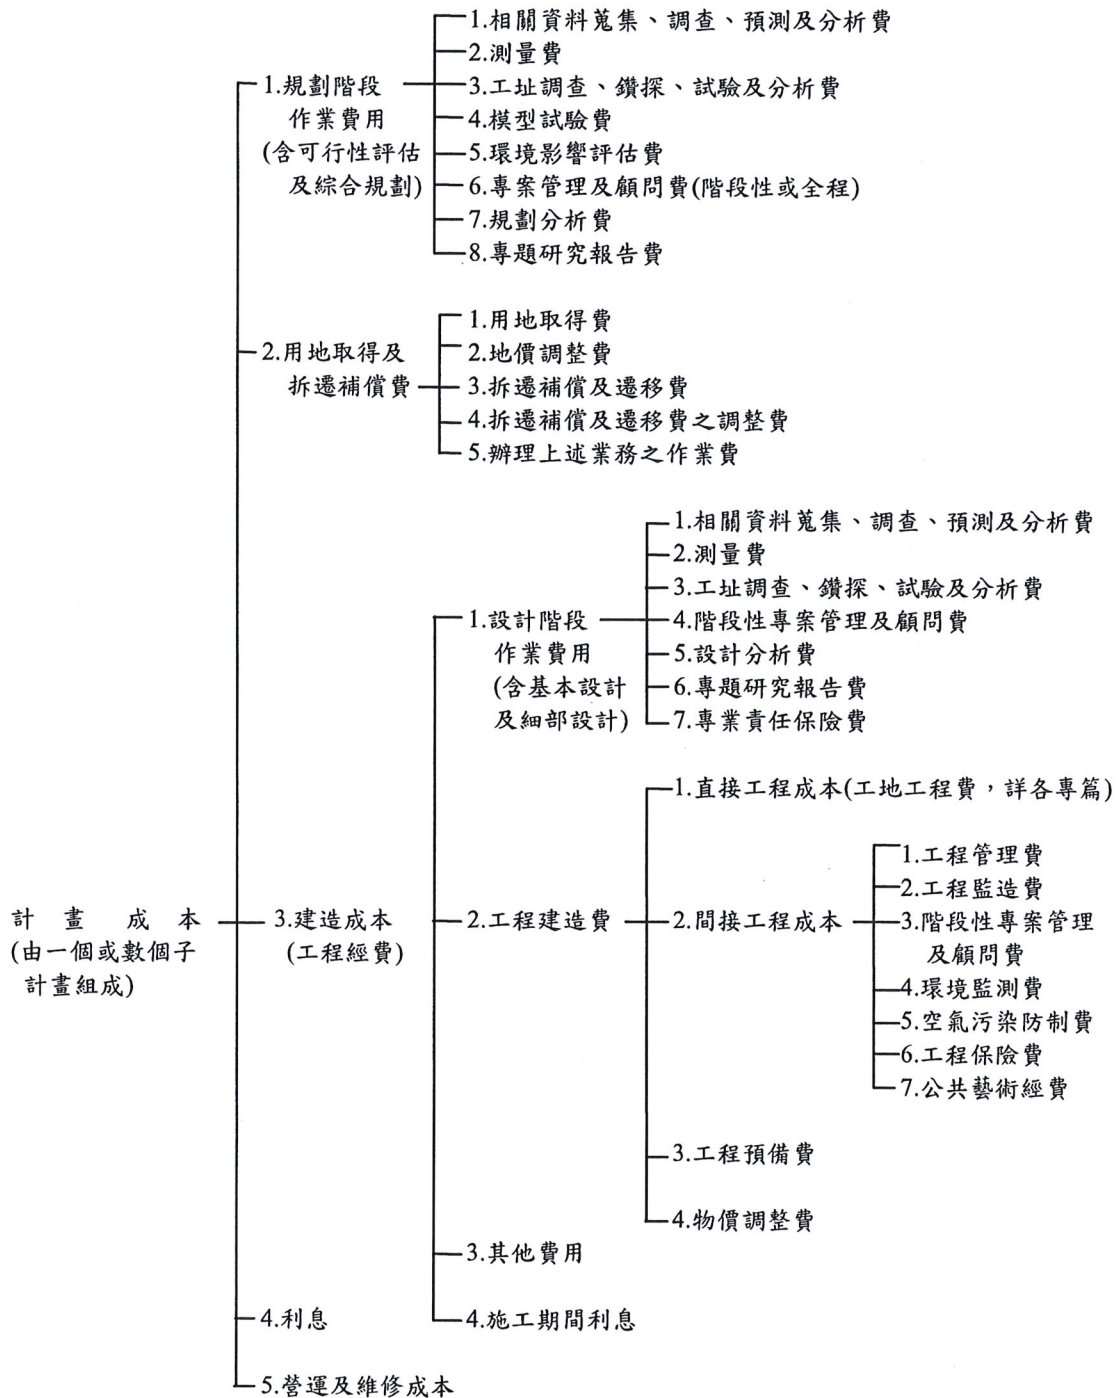 1.相關資料蒐集、調查、預測及分析費
2.測量費
1.規劃階段
3.工址調查、鑽探、試驗及分析費
作業費用
4.模型試驗費
(含可行性評估
5.環境影響評估費
及綜合規劃)
6.專案管理及顧問費(階段性或全程)
7.規劃分析費
8.專題研究報告費
1.用地取得費
2.用地取得及
2.地價調整費
拆遷補償費
3.拆遷補償及遷移費
4.拆遷補償及遷移費之調整費
5.辦理上述業務之作業費
1.相關資料蒐集、調查、預測及分析費
2.測量費
3.工址調查、鑽探、試驗及分析費
1.設計階段
4.階段性專案管理及顧問費
作業費用
5.設計分析費
(含基本設計
6.專題研究報告費
及細部設計)
7.專業責任保險費
1.直接工程成本(工地工程費,詳各專篇)
1.工程管理費
2.工程監造費
計畫成本
(由一個或數個子
計畫組成)
3.建造成本
(工程經費)
2.工程建造費
2.間接工程成本
3.階段性專案管理
及顧問費
4.環境監測費
5.空氣污染防制費
6.工程保險費
7.公共藝術經費
3.工程預備費
4.物價調整費
3.其他費用
4.利息
4.施工期間利息
5.營運及維修成本